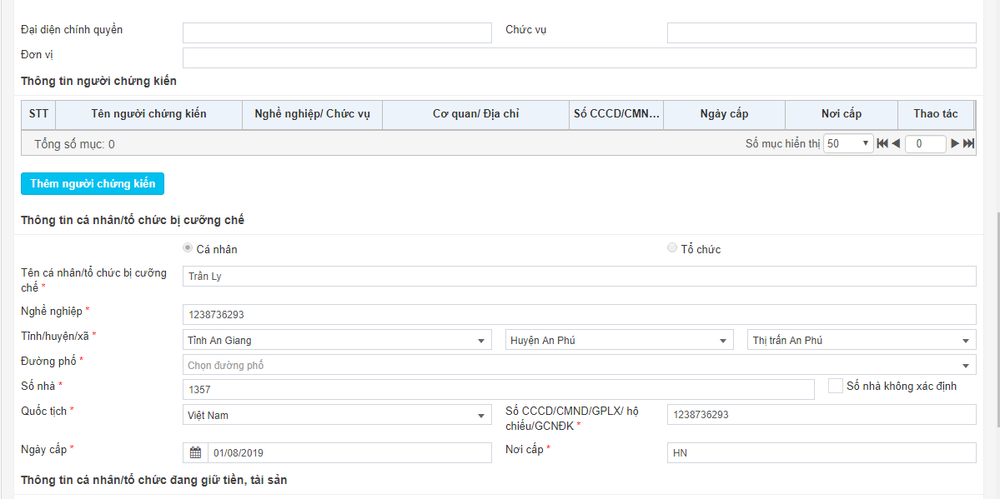 Đại diện chính quyền
Chức vụ
Đơn vị
Thông tin người chứng kiến
STT Tên người chứng kiến Nghề nghiệp/ Chức vụ Cơ quan/ Địa chỉ Số CCCD/CMN... Ngày cấp Nơi cấp Thao tác
Tổng số mục: 0 Số mục hiển thị 50 0
Thêm người chứng kiến
Thông tin cá nhân/tổ chức bị cưỡng chế
Cá nhân Tổ chức
Tên cá nhân/tổ chức bị cưỡng
chế * Trần Ly
Nghề nghiệp * 1238736293
Tỉnh/huyện/xã * Tỉnh An Giang Huyện An Phú Thị trấn An Phú
Đường phố * Chọn đường phố
Số nhà * 1357 Số nhà không xác định
Quốc tịch * Việt Nam Số CCCD/CMND/GPLX/ hộ
chiếu/GCNĐK * 1238736293
Ngày cấp * 01/08/2019 Nơi cấp * HN
Thông tin cá nhân/tổ chức đang giữ tiền, tài sản